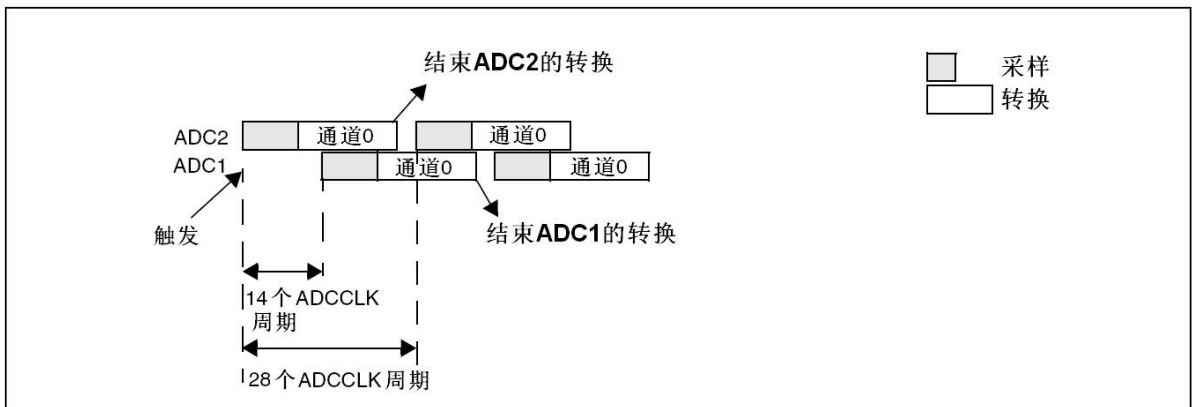 结束ADC2的转换
采样
转换
ADC2
通道0
通道0
ADC1
通道0
通道0
触发
结束ADC1的转换
14个ADCCLK
周期
28个ADCCLK周期